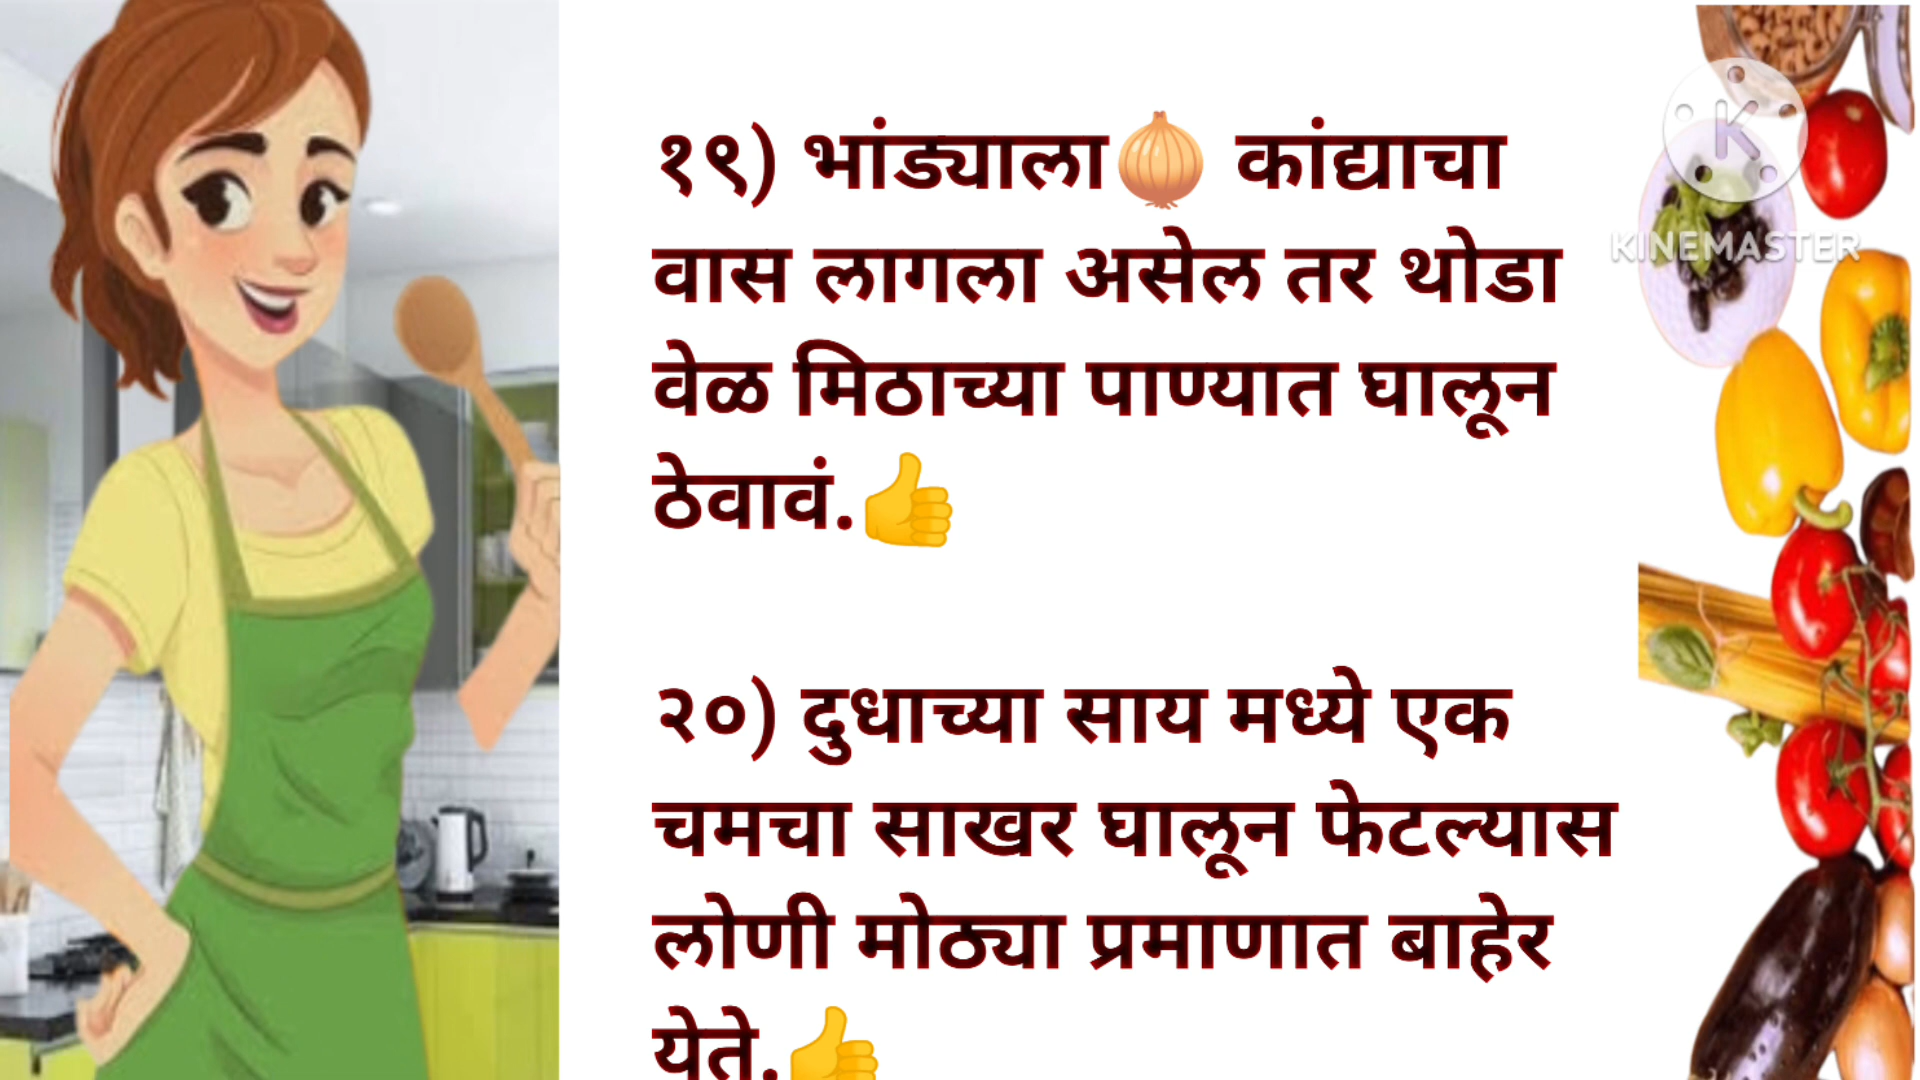 १९) भांड्याला🧅 कांद्याचा
वास लागला असेल तर थोडा
वेळ मिठाच्या पाण्यात घालून
ठेवावं.👍
२०) दुधाच्या साय मध्ये एक
चमचा साखर घालून फेटल्यास
लोणी मोठ्या प्रमाणात बाहेर
येते.👍
K
KINEMASTER